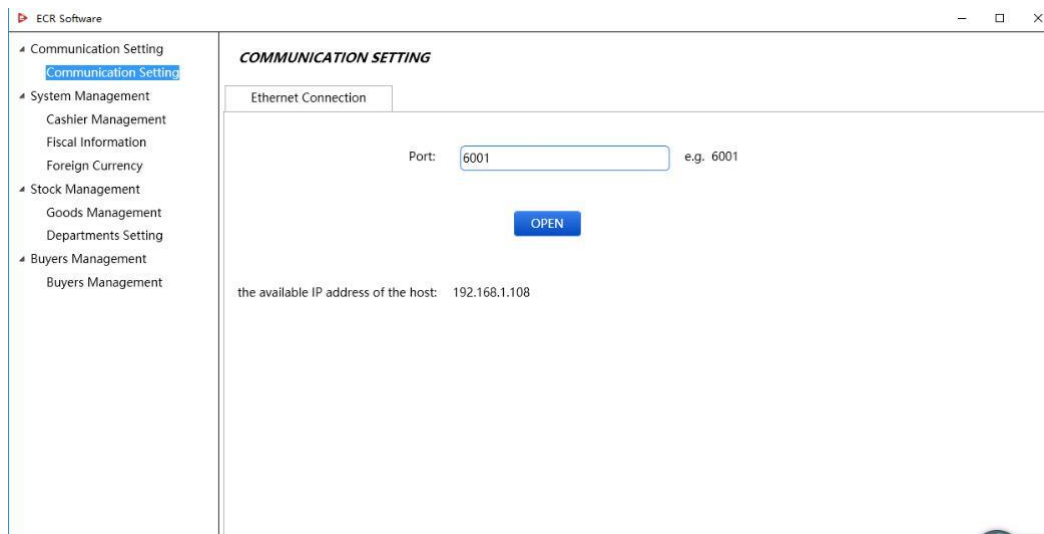 ECR Software
Communication Setting
Communication Setting
System Management
Cashier Management
Fiscal Information
Foreign Currency
Stock Management
Goods Management
Departments Setting
Buyers Management
Buyers Management
COMMUNICATION SETTING
Ethernet Connection
Port: 6001 e.g. 6001
OPEN
the available IP address of the host: 192.168.1.108